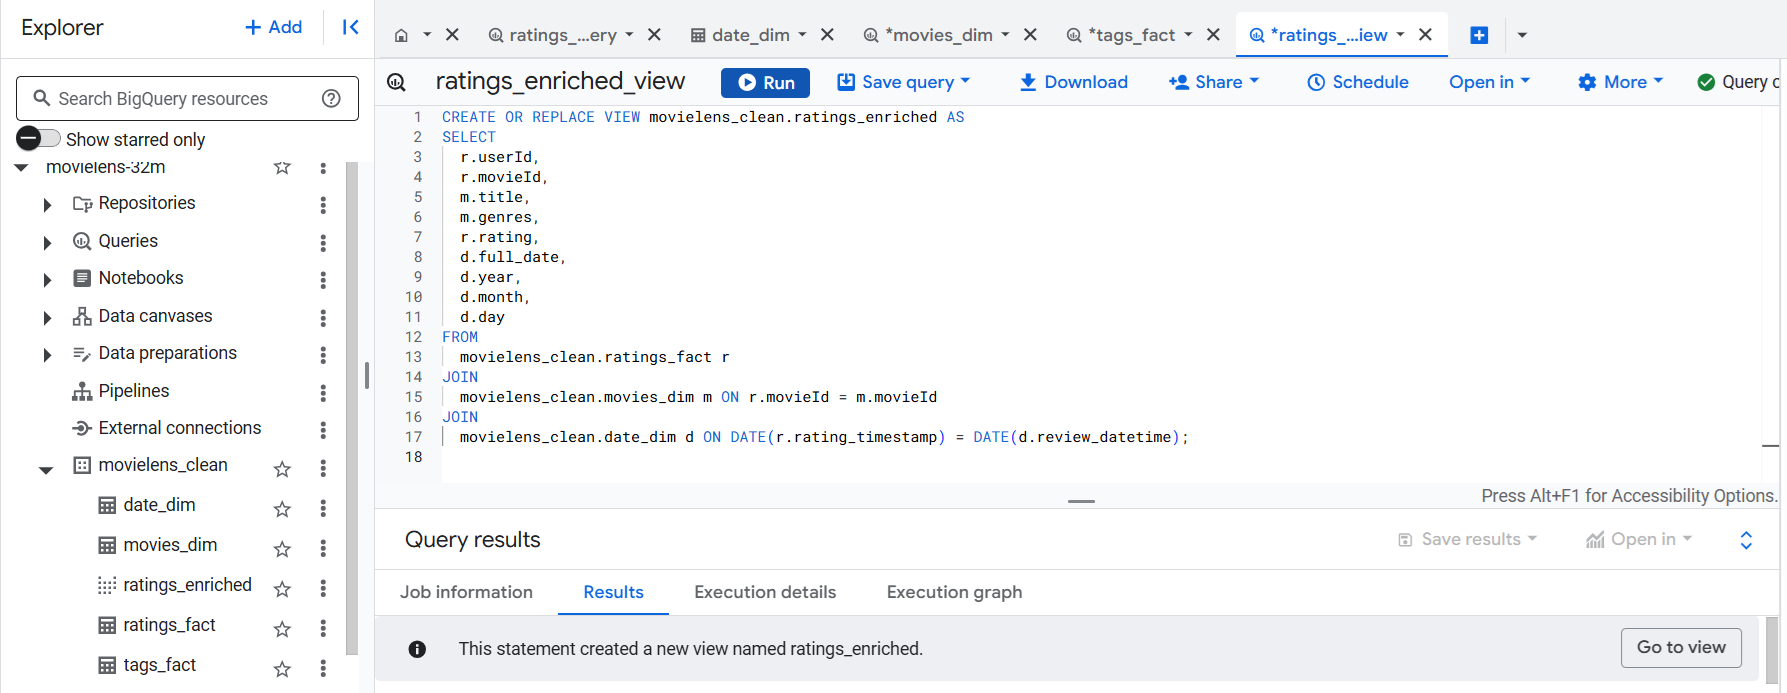 Explorer
Add
Search BigQuery resources
Show starred only
movielens-32m
Repositories
Queries
Notebooks
Data canvases
Data preparations
Pipelines
External connections
movielens_clean
date_dim
movies_dim
ratings_enriched
ratings_fact
tags_fact
ratings_...ery
date_dim
*movies_dim
*tags_fact
*ratings_...iew
ratings_enriched_view
Run
Save query
Download
Share
Schedule
Open in
More
Query c
1 CREATE OR REPLACE VIEW movielens_clean.ratings_enriched AS
2 SELECT
3 r.userId,
4 r.movieId,
5 m.title,
6 m.genres,
7 r.rating,
8 d.full_date,
9 d.year,
10 d.month,
11 d.day
12 FROM
13 movielens_clean.ratings_fact r
14 JOIN
15 movielens_clean.movies_dim m ON r.movieId = m.movieId
16 JOIN
17 movielens_clean.date_dim d ON DATE(r.rating_timestamp) = DATE(d.review_datetime);
18
Press Alt+F1 for Accessibility Options.
Query results
Save results
Open in
Job information
Results
Execution details
Execution graph
This statement created a new view named ratings_enriched.
Go to view